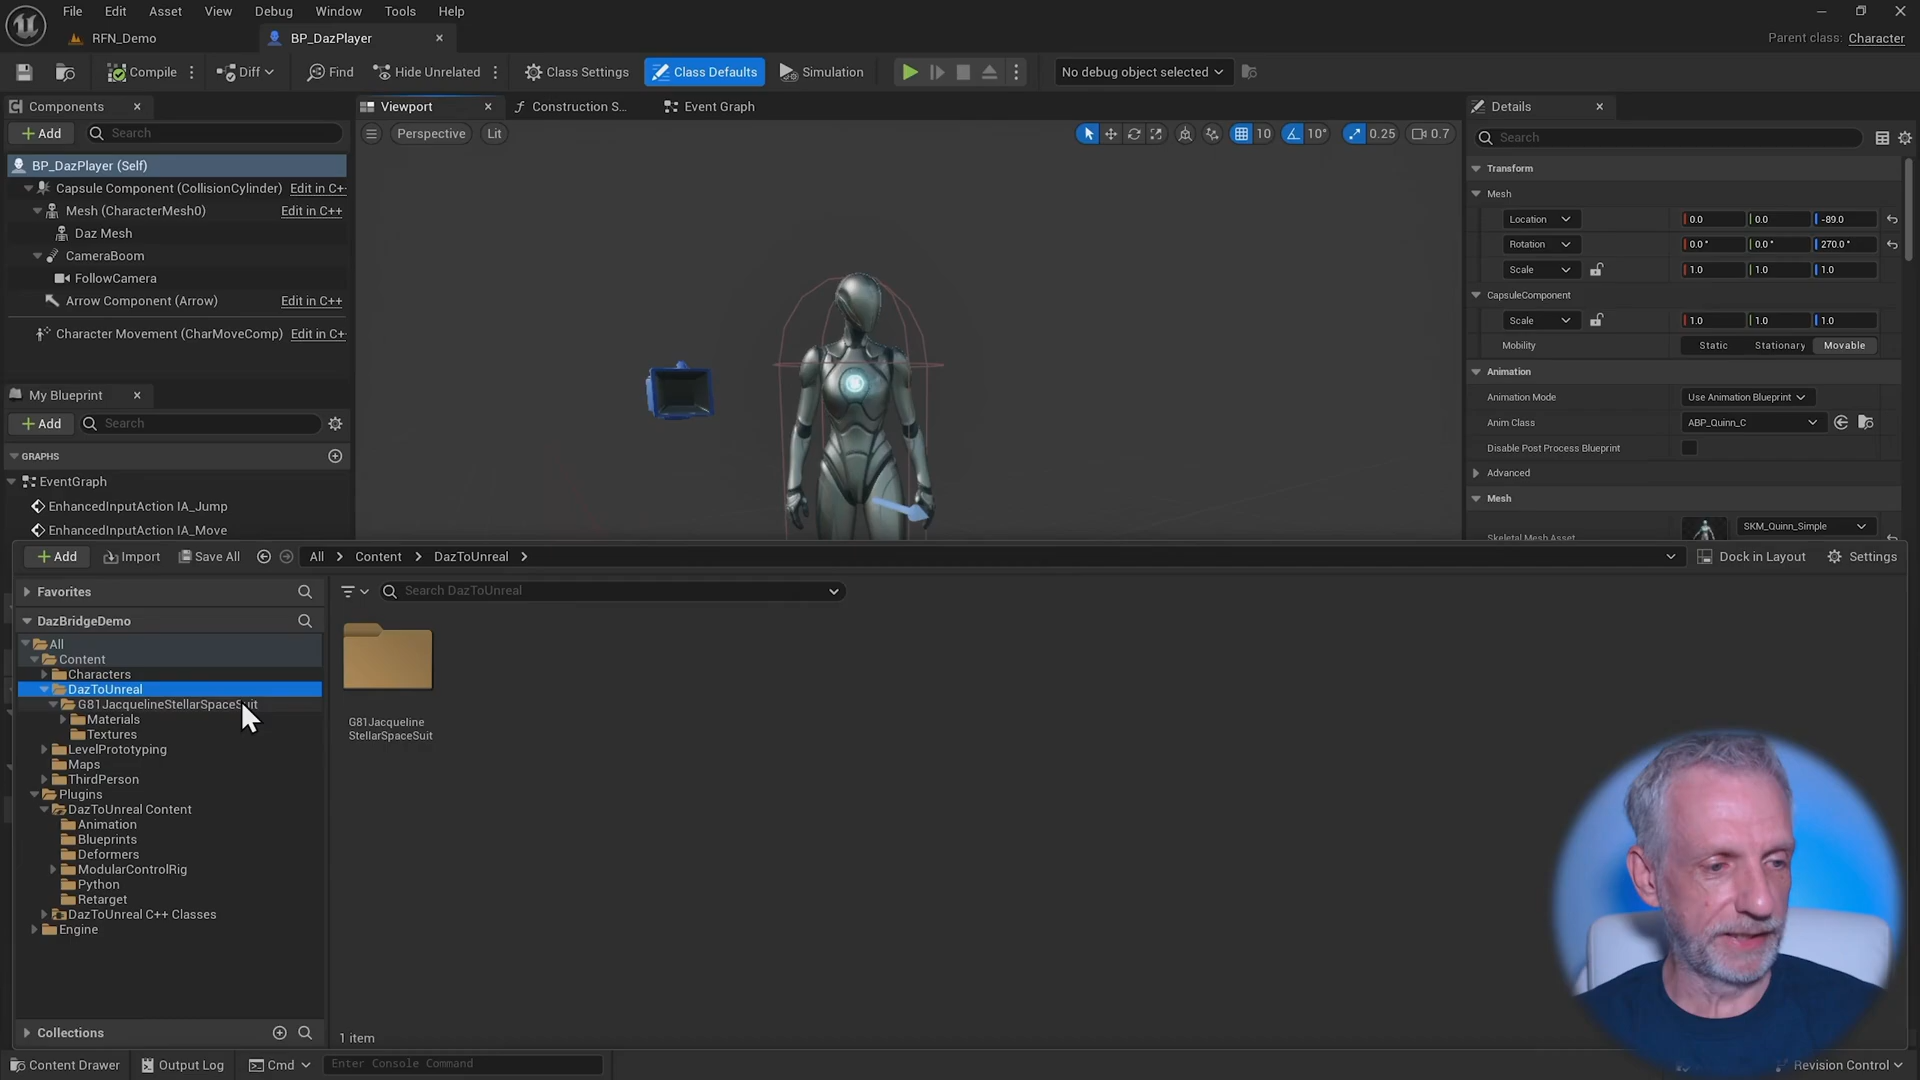 File Edit Asset View Debug Window Tools Help
RFN_Demo
BP_DazPlayer
Parent class: Character
Compile
Diff
Find
Hide Unrelated
Class Settings
Class Defaults
Simulation
No debug object selected
Components
Add
Search
BP_DazPlayer (Self)
Capsule Component (CollisionCylinder) Edit in C+
Mesh (CharacterMesh0) Edit in C++
Daz Mesh
CameraBoom
FollowCamera
Arrow Component (Arrow) Edit in C++
Character Movement (CharMoveComp) Edit in C+
My Blueprint
Add
Search
GRAPHS
EventGraph
EnhancedInputAction IA_Jump
EnhancedInputAction IA_Move
Viewport
Construction S...
Event Graph
Perspective
Lit
10
10°
0.25
0.7
Details
Search
Transform
Mesh
Location 0.0 0.0 -89.0
Rotation 0.0° 0.0° 270.0°
Scale 1.0 1.0 1.0
CapsuleComponent
Scale 1.0 1.0 1.0
Mobility Static Stationary Movable
Animation
Animation Mode Use Animation Blueprint
Anim Class ABP_Quinn_C
Disable Post Process Blueprint
Advanced
Mesh
Skeletal Mesh Asset SKM_Quinn_Simple
Add Import Save All All Content DazToUnreal Dock in Layout Settings
Favorites
DazBridgeDemo
All
Content
Characters
DazToUnreal
G81JacquelineStellarSpaceSuit
Materials
Textures
LevelPrototyping
Maps
ThirdPerson
Plugins
DazToUnreal Content
Animation
Blueprints
Deformers
ModularControlRig
Python
Retarget
DazToUnreal C++ Classes
Engine
Collections
Search DazToUnreal
G81Jacqueline
StellarSpaceSuit
1 item
Content Drawer Output Log Cmd Enter Console Command
Revision Control